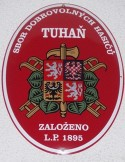 SBOR DOBROVOLNÝCH HASIČŮ
TUHAŇ
ZALOŽENO
L.P. 1895